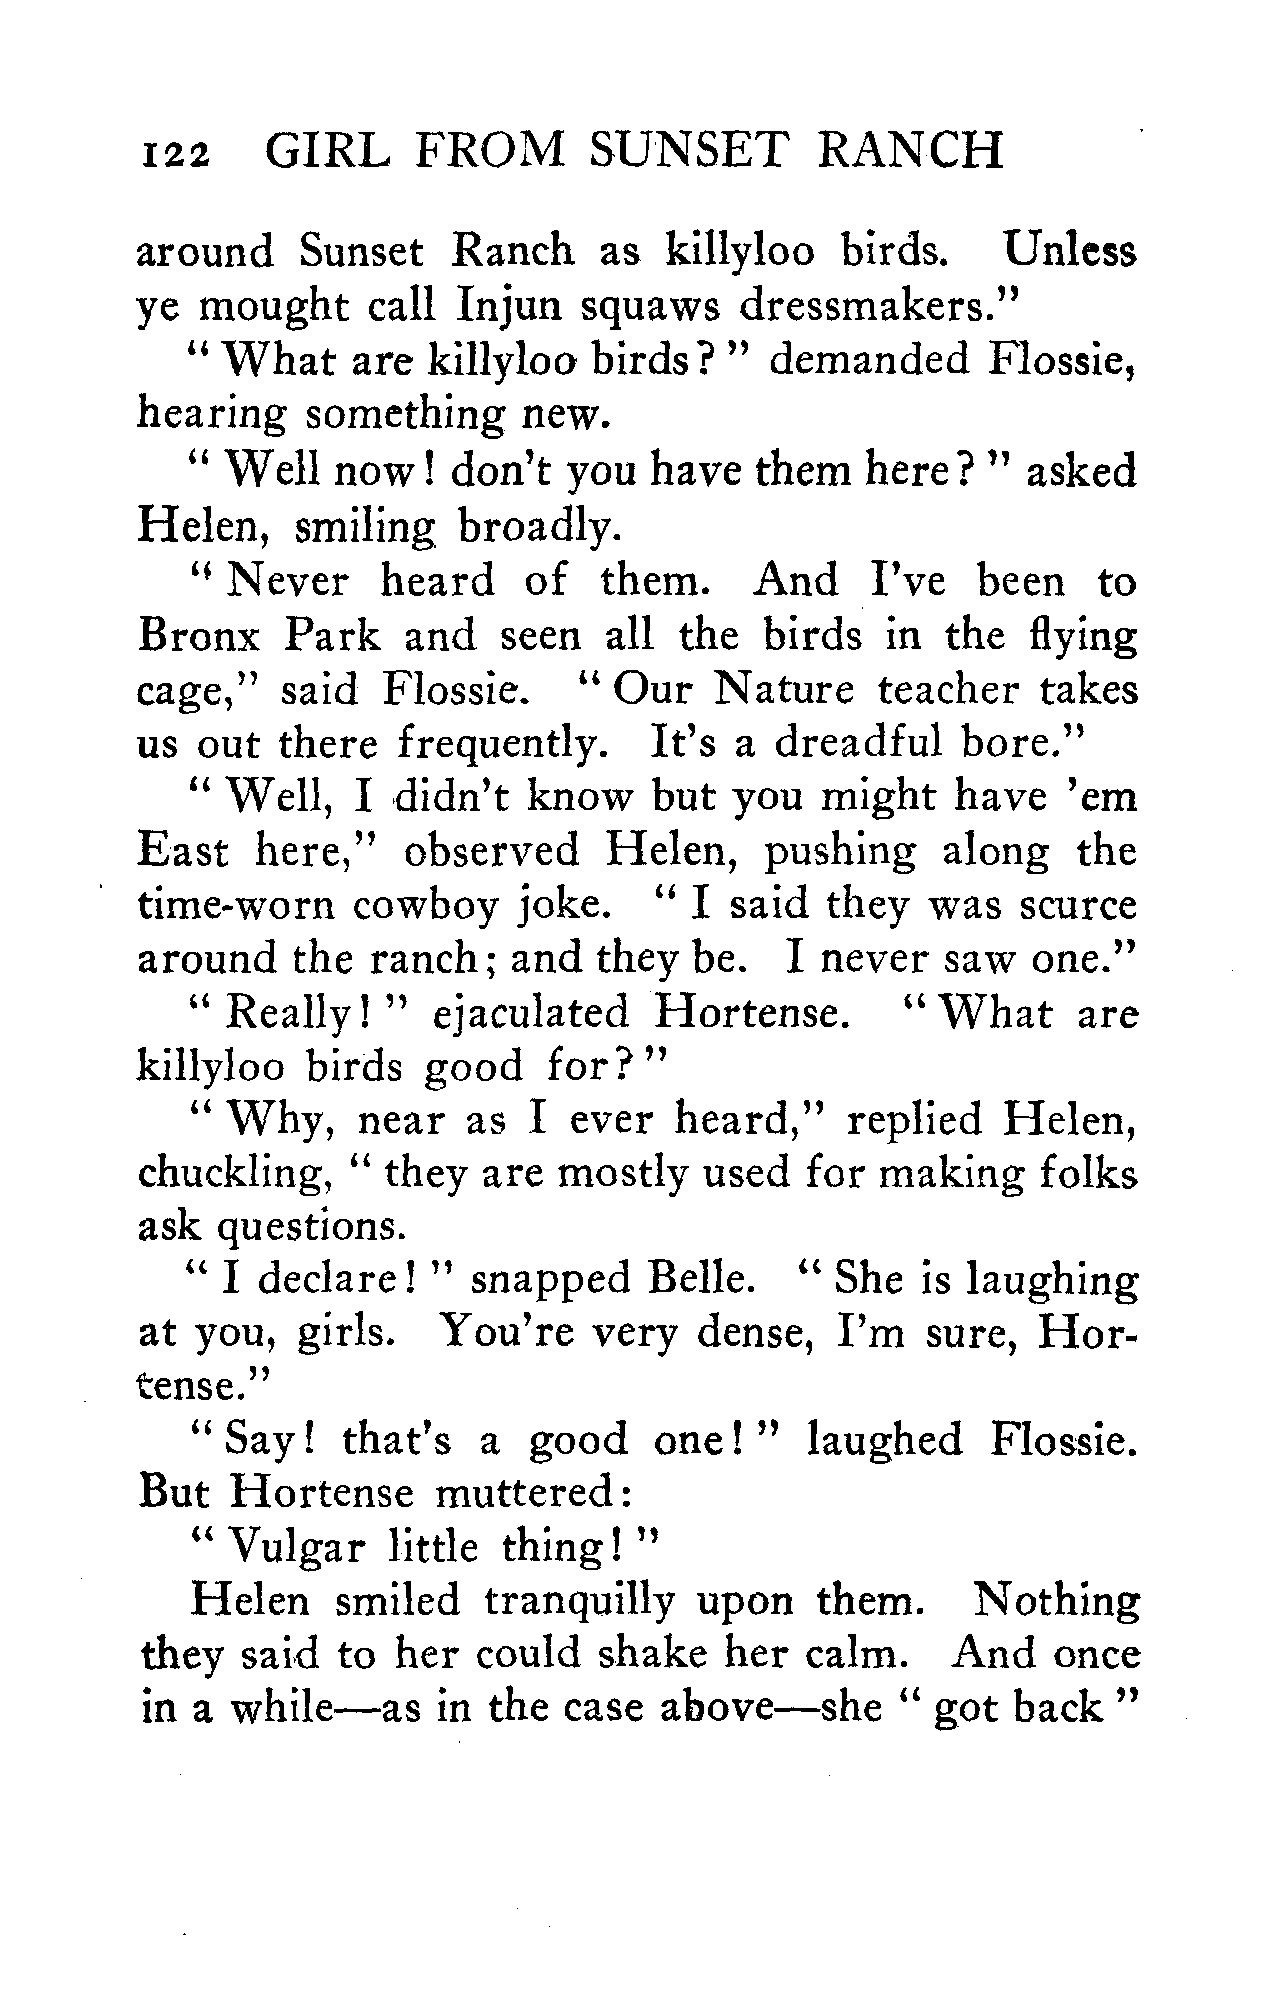 122 GIRL FROM SUNSET RANCH
around Sunset Ranch as killyloo birds. Unless
ye mought call Injun squaws dressmakers."
"What are killyloo birds?" demanded Flossie,
hearing something new.
"Well now! don't you have them here?" asked
Helen, smiling broadly.
"Never heard of them. And I've been to
Bronx Park and seen all the birds in the flying
cage," said Flossie. "Our Nature teacher takes
us out there frequently. It's a dreadful bore."
"Well, I didn't know but you might have 'em
East here," observed Helen, pushing along the
time-worn cowboy joke. "I said they was scurce
around the ranch; and they be. I never saw one."
"Really!" ejaculated Hortense. "What are
killyloo birds good for?"
"Why, near as I ever heard," replied Helen,
chuckling, "they are mostly used for making folks
ask questions.
"I declare!" snapped Belle. "She is laughing
at you, girls. You're very dense, I'm sure, Hor-
tense."
"Say! that's a good one!" laughed Flossie.
But Hortense muttered:
"Vulgar little thing!"
Helen smiled tranquilly upon them. Nothing
they said to her could shake her calm. And once
in a while—as in the case above—she "got back"